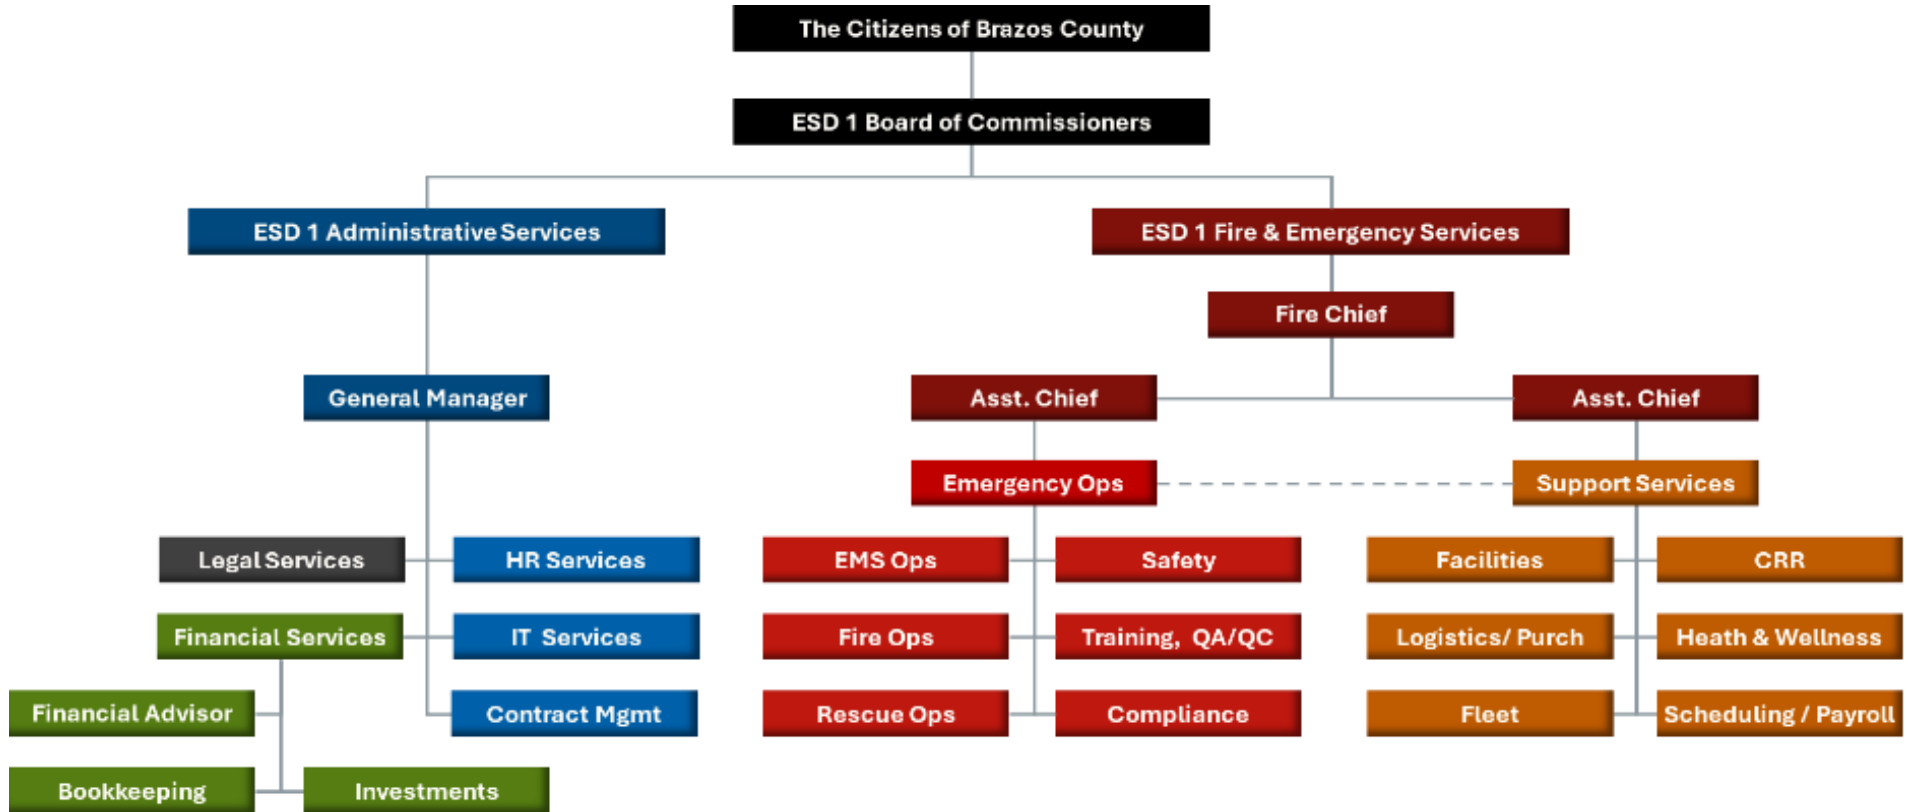 The Citizens of Brazos County
ESD 1 Board of Commissioners
ESD 1 Administrative Services
ESD 1 Fire & Emergency Services
Fire Chief
General Manager
Asst. Chief
Asst. Chief
Emergency Ops
Support Services
Legal Services
HR Services
EMS Ops
Safety
Facilities
CRR
Financial Services
IT Services
Fire Ops
Training, QA/QC
Logistics/ Purch
Heath & Wellness
Financial Advisor
Contract Mgmt
Rescue Ops
Compliance
Fleet
Scheduling / Payroll
Bookkeeping
Investments